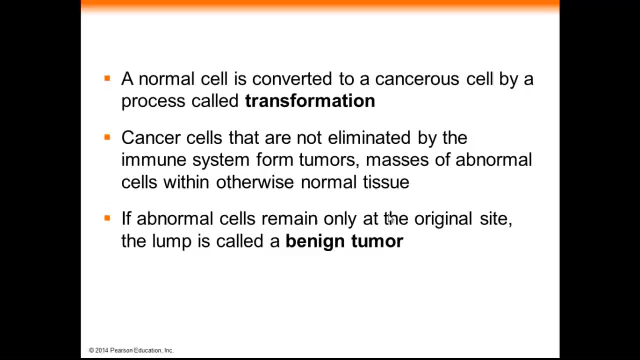 A normal cell is converted to a cancerous cell by a
process called transformation
Cancer cells that are not eliminated by the
immune system form tumors, masses of abnormal
cells within otherwise normal tissue
If abnormal cells remain only at the original site,
the lump is called a benign tumor
© 2014 Pearson Education, Inc.